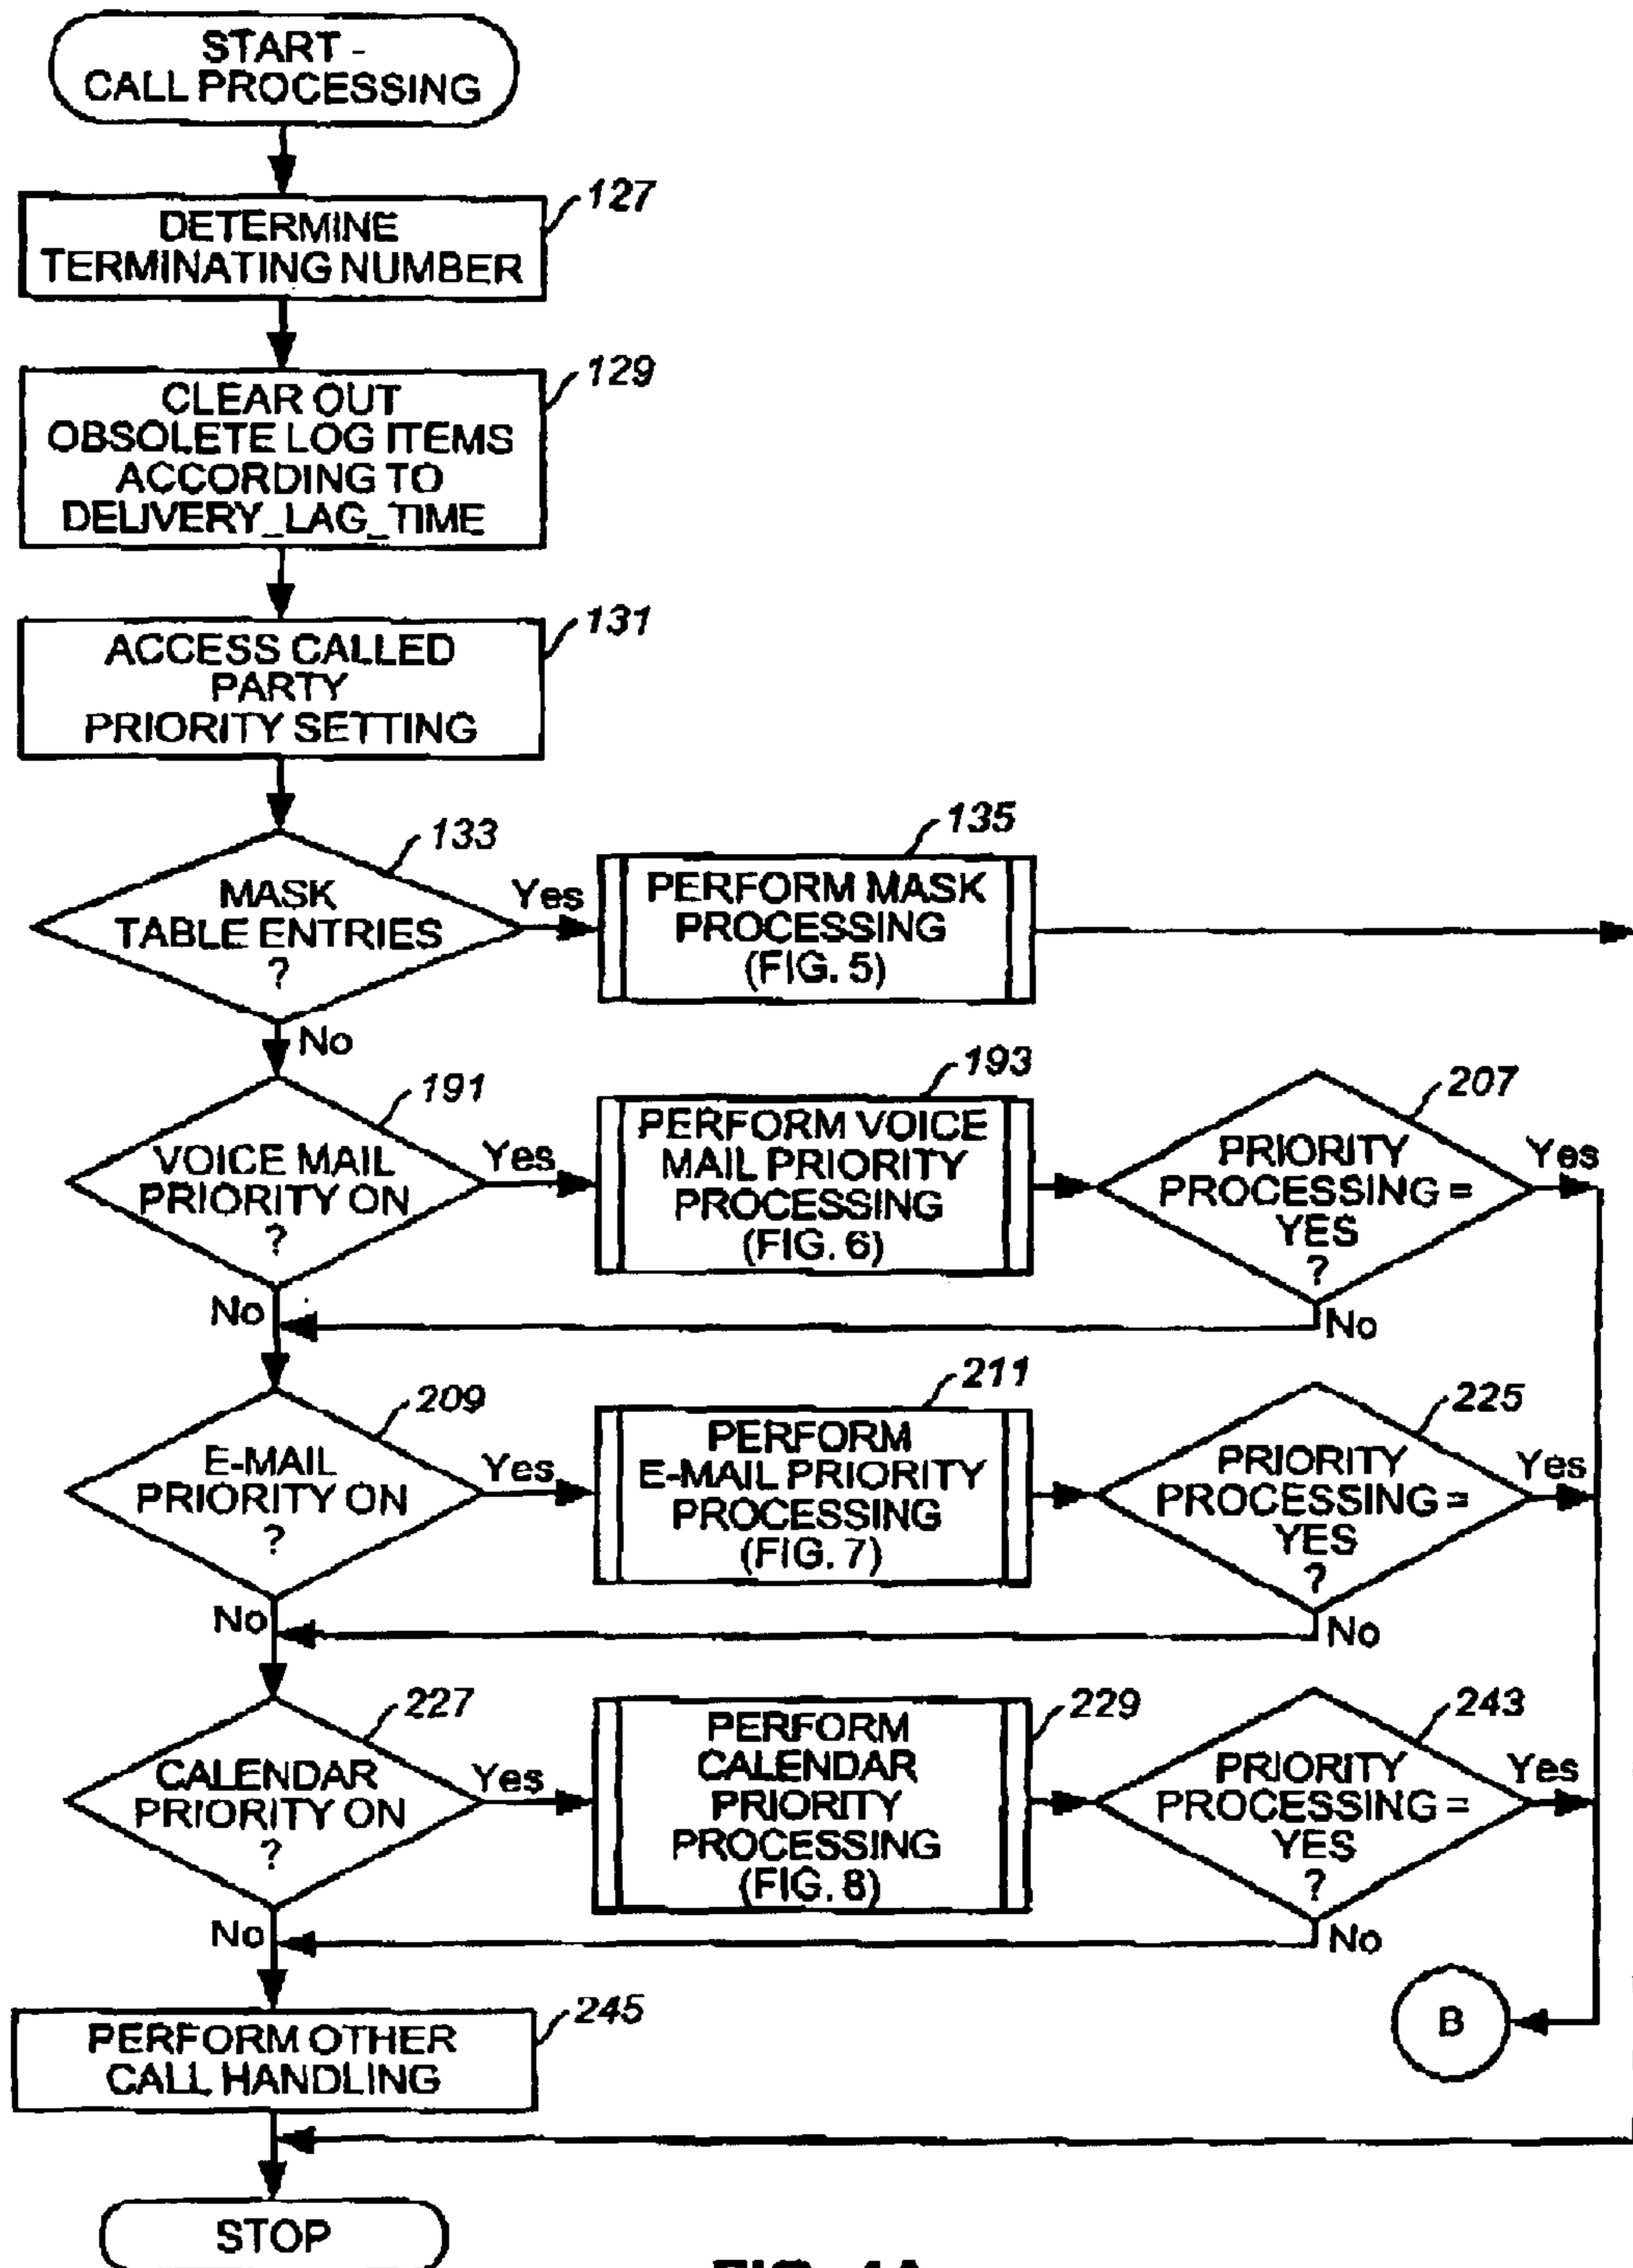 START -
CALL PROCESSING
127
DETERMINE
TERMINATING NUMBER
129
CLEAR OUT
OBSOLETE LOG ITEMS
ACCORDING TO
DELIVERY_LAG_TIME
131
ACCESS CALLED
PARTY
PRIORITY SETTING
133
MASK
TABLE ENTRIES
?
Yes
135
PERFORM MASK
PROCESSING
(FIG. 5)
No
191
VOICE MAIL
PRIORITY ON
?
Yes
193
PERFORM VOICE
MAIL PRIORITY
PROCESSING
(FIG. 6)
207
PRIORITY
PROCESSING =
YES
?
Yes
No
No
209
E-MAIL
PRIORITY ON
?
Yes
211
PERFORM
E-MAIL PRIORITY
PROCESSING
(FIG. 7)
225
PRIORITY
PROCESSING =
YES
?
Yes
No
No
227
CALENDAR
PRIORITY ON
?
Yes
229
PERFORM
CALENDAR
PRIORITY
PROCESSING
(FIG. 8)
243
PRIORITY
PROCESSING =
YES
?
Yes
No
No
B
245
PERFORM OTHER
CALL HANDLING
STOP